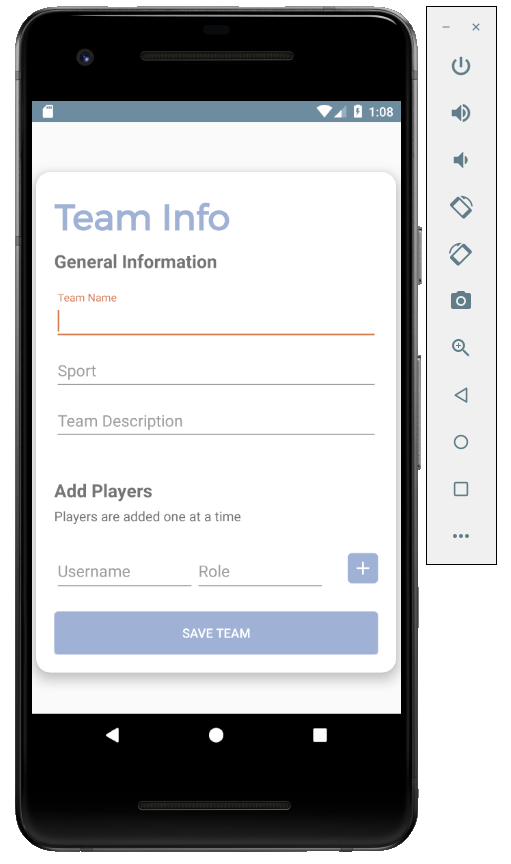 1:08
Team Info
General Information
Team Name
Sport
Team Description
Add Players
Players are added one at a time
Username Role
SAVE TEAM